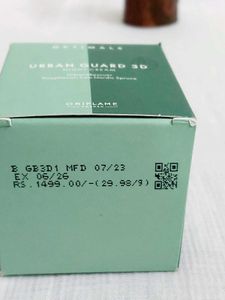 OPTIMALS
URBAN GUARD 3D
ORIFLAME
B GB3D1 MFD 07/23
EX 06/26
RS.1499.00/-(29.98/g)